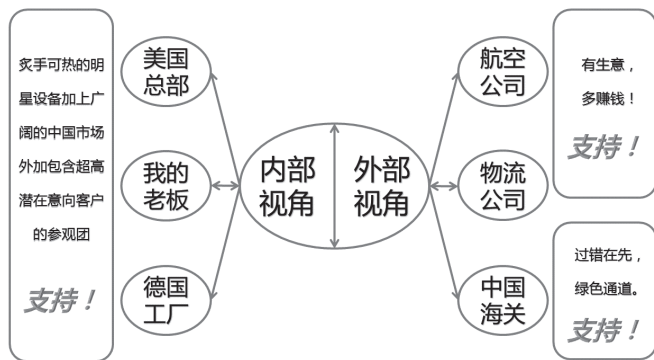 炙手可热的明
星设备加上广
阔的中国市场
外加包含超高
潜在意向客户
的参观团
支持！
美国
总部
我的
老板
德国
工厂
内部
视角
外部
视角
航空
公司
物流
公司
中国
海关
有生意，
多赚钱！
支持！
过错在先，
绿色通道。
支持！